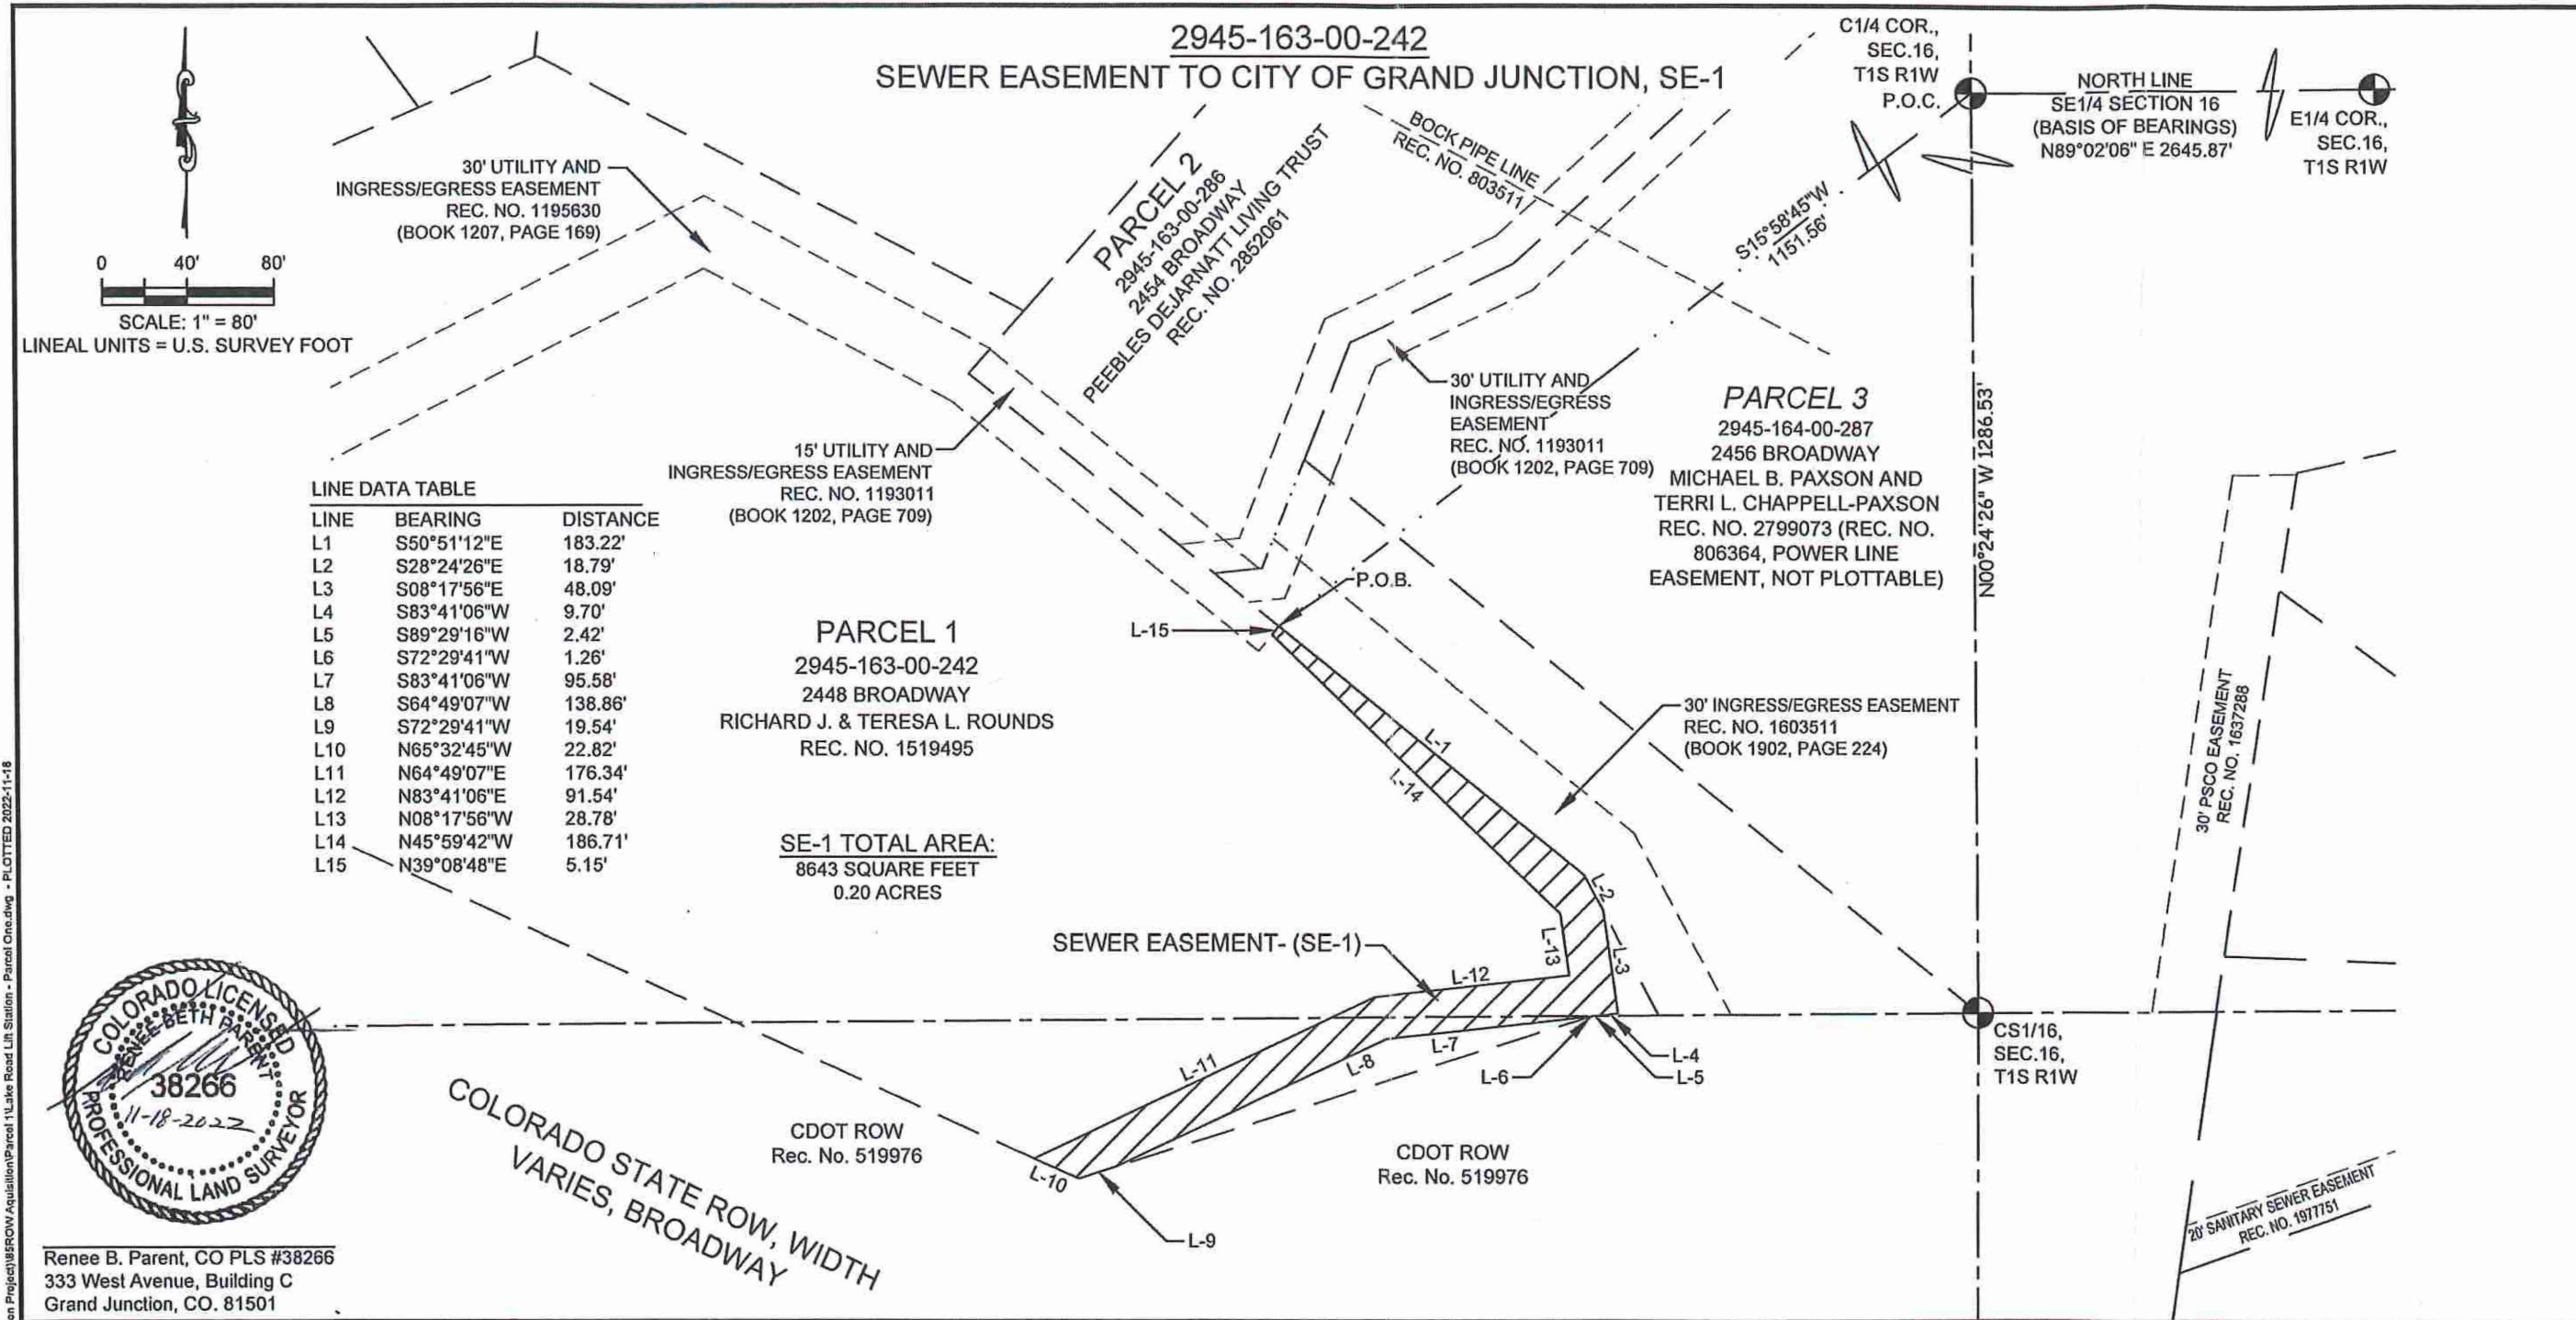 2945-163-00-242
SEWER EASEMENT TO CITY OF GRAND JUNCTION, SE-1
C1/4 COR.,
SEC.16,
T1S R1W
P.O.C.
NORTH LINE
SE1/4 SECTION 16
(BASIS OF BEARINGS)
N89°02'06" E 2645.87'
E1/4 COR.,
SEC.16,
T1S R1W
0 40' 80'
SCALE: 1" = 80'
LINEAL UNITS = U.S. SURVEY FOOT
30' UTILITY AND
INGRESS/EGRESS EASEMENT
REC. NO. 1195630
(BOOK 1207, PAGE 169)
PARCEL 2
2945-163-00-286
2454 BROADWAY
PEEBLES DEJARNATT LIVING TRUST
REC. NO. 2852061
BOCK PIPE LINE
REC. NO. 803511
S15°58'45"W
1151.56'
15' UTILITY AND
INGRESS/EGRESS EASEMENT
REC. NO. 1193011
(BOOK 1202, PAGE 709)
30' UTILITY AND
INGRESS/EGRESS
EASEMENT
REC. NO. 1193011
(BOOK 1202, PAGE 709)
PARCEL 3
2945-164-00-287
2456 BROADWAY
MICHAEL B. PAXSON AND
TERRI L. CHAPPELL-PAXSON
REC. NO. 2799073 (REC. NO.
806364, POWER LINE
EASEMENT, NOT PLOTTABLE)
N00°24'26" W 1286.53'
LINE DATA TABLE
LINE BEARING DISTANCE
L1 S50°51'12"E 183.22'
L2 S28°24'26"E 18.79'
L3 S08°17'56"E 48.09'
L4 S83°41'06"W 9.70'
L5 S89°29'16"W 2.42'
L6 S72°29'41"W 1.26'
L7 S83°41'06"W 95.58'
L8 S64°49'07"W 138.86'
L9 S72°29'41"W 19.54'
L10 N65°32'45"W 22.82'
L11 N64°49'07"E 176.34'
L12 N83°41'06"E 91.54'
L13 N08°17'56"W 28.78'
L14 N45°59'42"W 186.71'
L15 N39°08'48"E 5.15'
P.O.B.
L-15
PARCEL 1
2945-163-00-242
2448 BROADWAY
RICHARD J. & TERESA L. ROUNDS
REC. NO. 1519495
SE-1 TOTAL AREA:
8643 SQUARE FEET
0.20 ACRES
L-1
L-14
30' INGRESS/EGRESS EASEMENT
REC. NO. 1603511
(BOOK 1902, PAGE 224)
30' PSCO EASEMENT
REC. NO. 1637288
L-2
SEWER EASEMENT- (SE-1)
L-13
L-3
L-12
L-11
L-8
L-7
L-6
L-4
L-5
CS1/16,
SEC.16,
T1S R1W
L-10
L-9
CDOT ROW
Rec. No. 519976
CDOT ROW
Rec. No. 519976
COLORADO STATE ROW, WIDTH
VARIES, BROADWAY
20' SANITARY SEWER EASEMENT
REC. NO. 1977751
COLORADO LICENSED
RENEE BETH PARENT
38266
11-18-2022
PROFESSIONAL LAND SURVEYOR
Renee B. Parent, CO PLS #38266
333 West Avenue, Building C
Grand Junction, CO. 81501
on Project\185ROW Aquisition\Parcel 1\Lake Road Lift Station - Parcel One.dwg - PLOTTED 2022-11-18